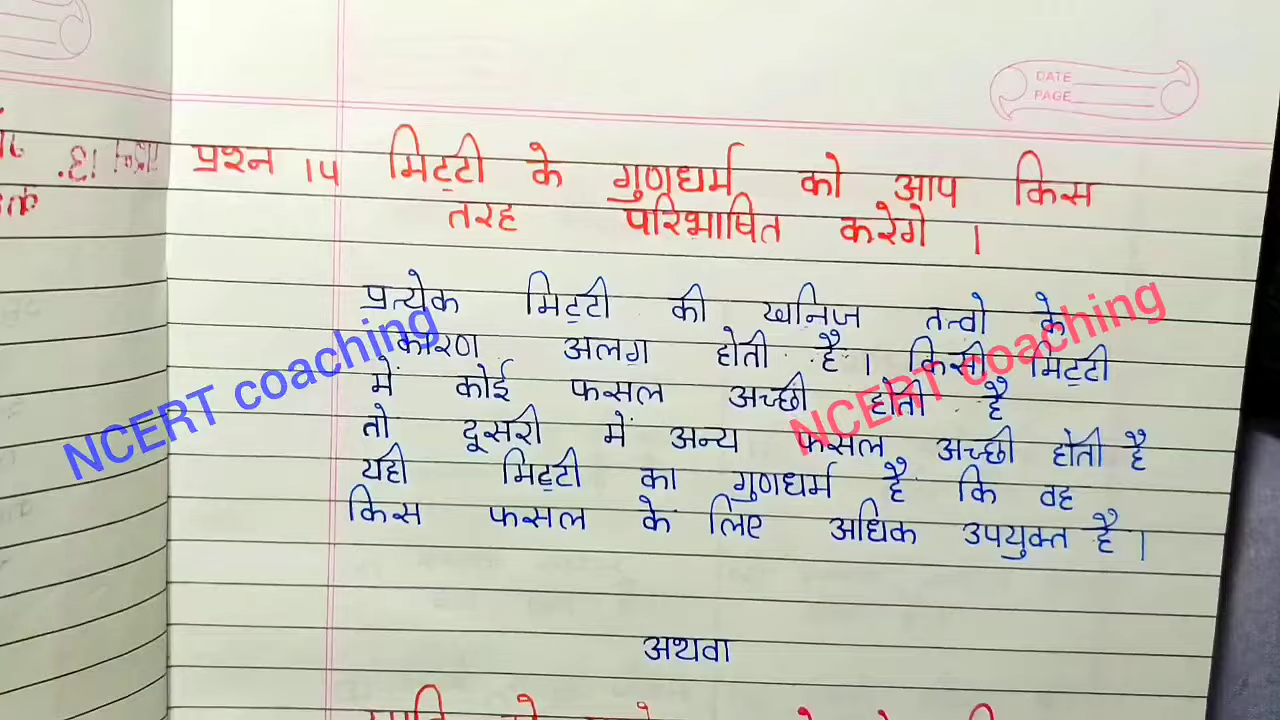 DATE
PAGE
प्रश्न 14 मिट्टी के गुणधर्म को आप किस
तरह परिभाषित करेगे ।
प्रत्येक मिट्टी की खनिज तत्वो के
कारण अलग होती है । किसी मिट्टी
में कोई फसल अच्छी होती है
तो दूसरी में अन्य फसल अच्छी होती है
यही मिट्टी का गुणधर्म है कि वह
किस फसल के लिए अधिक उपयुक्त है ।
NCERT coaching
NCERT coaching
अथवा